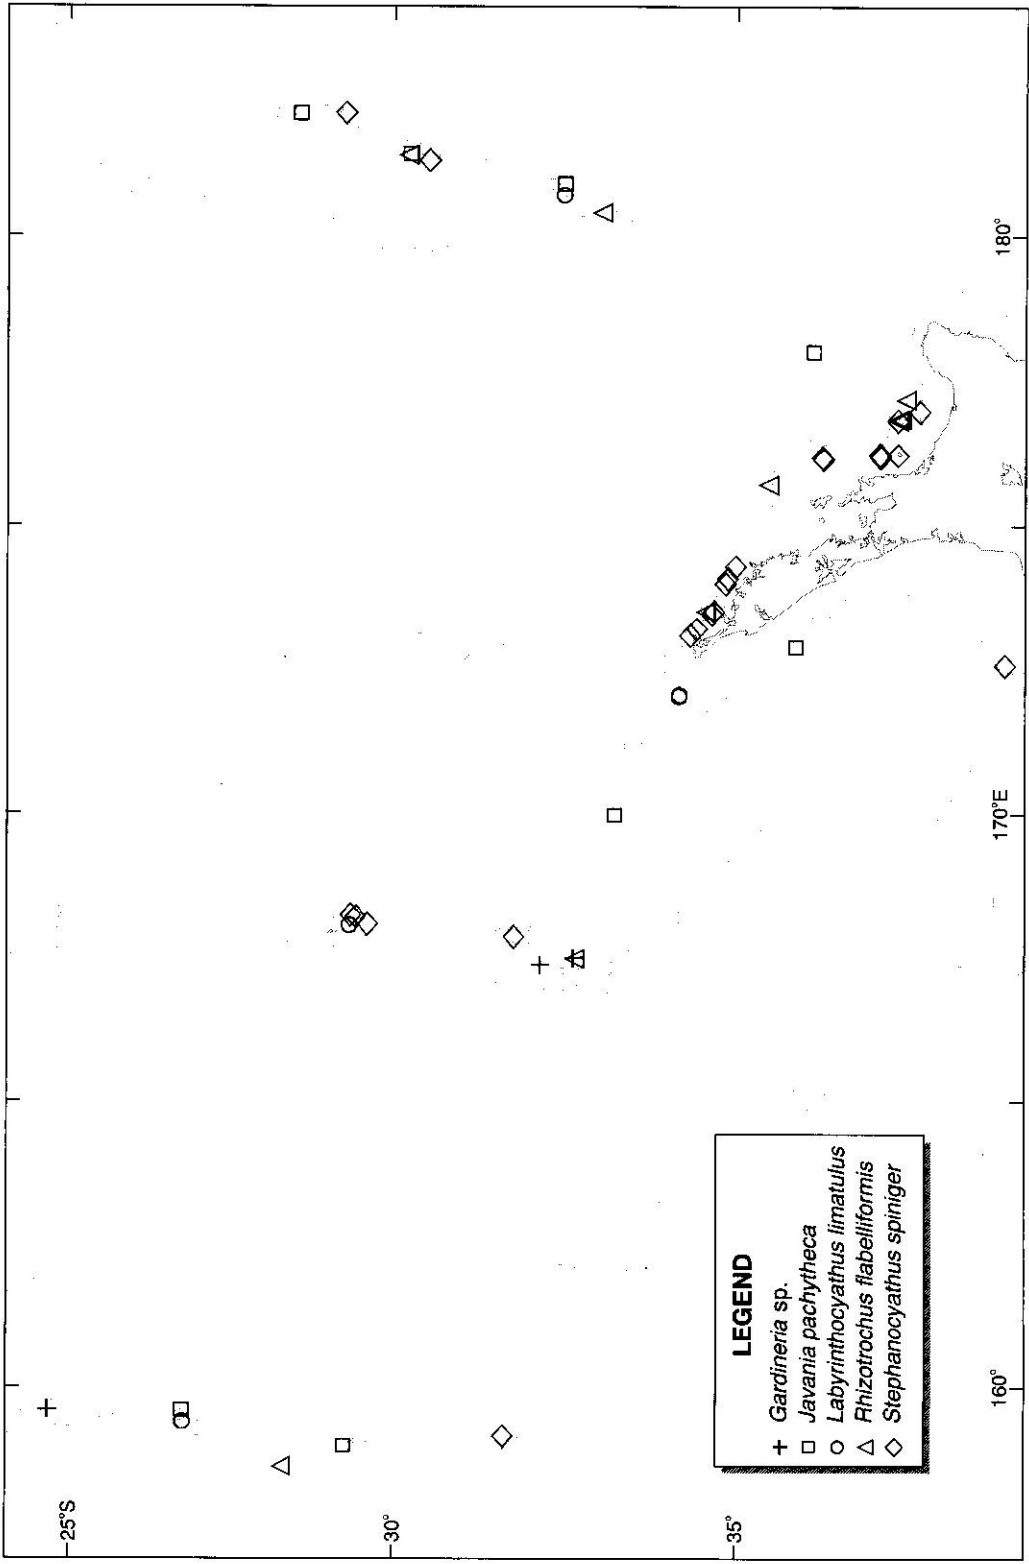 25°S
30°
35°
160°
170°E
180°
LEGEND
+ Gardineria sp.
□ Javania pachytheca
○ Labyrinthocyathus limatulus
△ Rhizotrochus flabelliformis
◇ Stephanocyathus spiniger